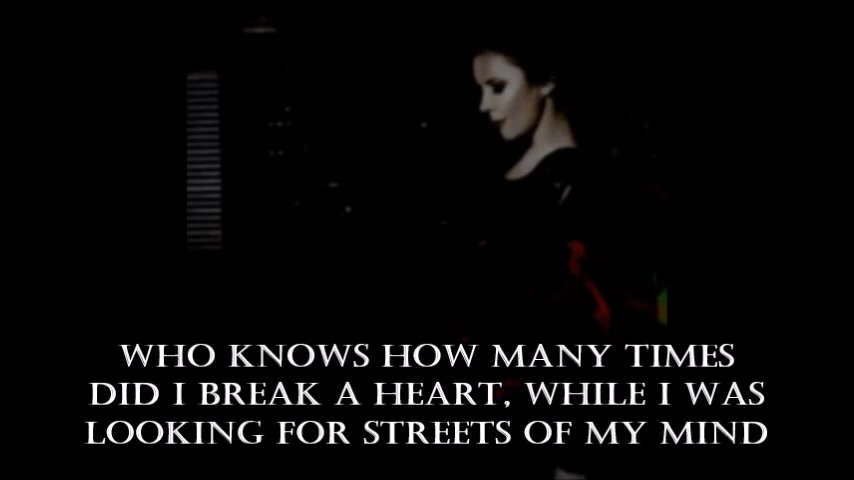 WHO KNOWS HOW MANY TIMES
DID I BREAK A HEART, WHILE I WAS
LOOKING FOR STREETS OF MY MIND